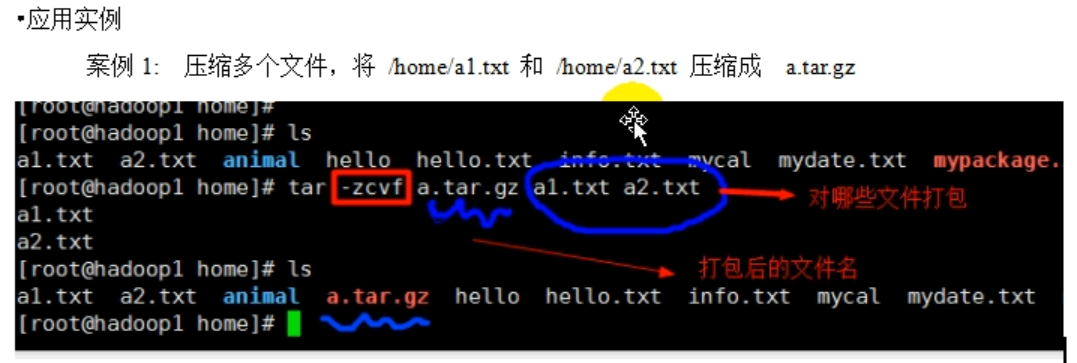 ▪应用实例
案例 1: 压缩多个文件，将 /home/a1.txt 和 /home/a2.txt 压缩成 a.tar.gz
[root@hadoop1 home]#
[root@hadoop1 home]# ls
a1.txt a2.txt animal hello hello.txt info.txt mycal mydate.txt mypackage.
[root@hadoop1 home]# tar -zcvf a.tar.gz a1.txt a2.txt
对哪些文件打包
a1.txt
a2.txt
[root@hadoop1 home]# ls
打包后的文件名
a1.txt a2.txt animal a.tar.gz hello hello.txt info.txt mycal mydate.txt
[root@hadoop1 home]#